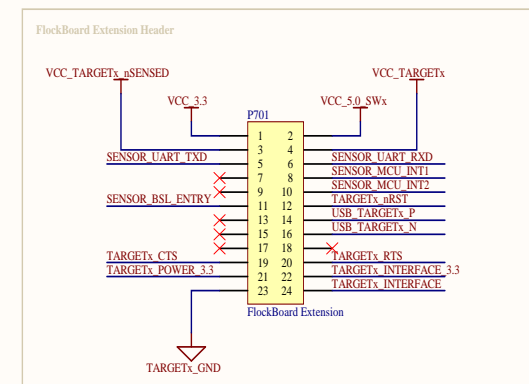 FlockBoard Extension Header
VCC_TARGETx_nSENSED
VCC_TARGETx
VCC_3.3
VCC_5.0_SWx
P701
1 2
3 4
SENSOR_UART_TXD 5 6 SENSOR_UART_RXD
7 8 SENSOR_MCU_INT1
9 10 SENSOR_MCU_INT2
SENSOR_BSL_ENTRY 11 12 TARGETx_nRST
13 14 USB_TARGETx_P
15 16 USB_TARGETx_N
17 18
TARGETx_CTS 19 20 TARGETx_RTS
TARGETx_POWER_3.3 21 22 TARGETx_INTERFACE_3.3
23 24 TARGETx_INTERFACE
FlockBoard Extension
TARGETx_GND